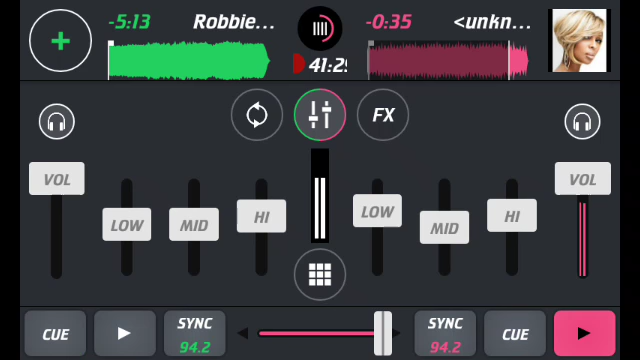 -5:13 Robbie... -0:35 <unkn...
41:29
FX
VOL VOL
LOW MID HI LOW MID HI
CUE SYNC SYNC CUE
94.2 94.2